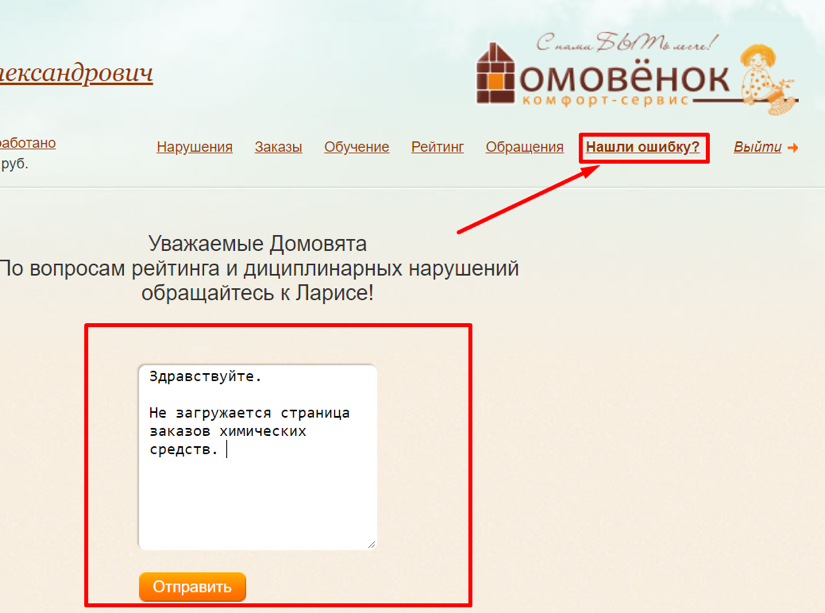 С нами БЫТь легче!
Домовёнок
комфорт-сервис
лександрович
работано
руб.
Нарушения Заказы Обучение Рейтинг Обращения Нашли ошибку? Выйти
Уважаемые Домовята
По вопросам рейтинга и дициплинарных нарушений
обращайтесь к Ларисе!
Здравствуйте.
Не загружается страница
заказов химических
средств.
Отправить